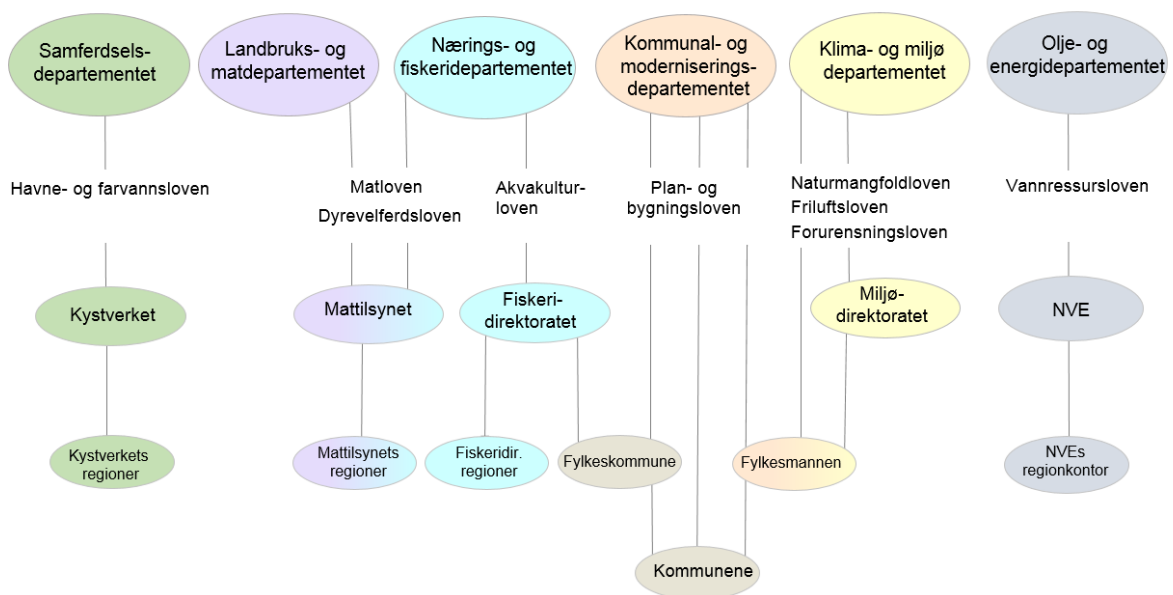 Samferdsels-
departementet
Landbruks- og
matdepartementet
Nærings- og
fiskeridepartementet
Kommunal- og
moderniserings-
departementet
Klima- og miljø
departementet
Olje- og
energidepartementet
Havne- og farvannsloven
Matloven
Dyrevelferdsloven
Akvakultur-
loven
Plan- og
bygningsloven
Naturmangfoldloven
Friluftsloven
Forurensningsloven
Vannressursloven
Kystverket
Mattilsynet
Fiskeri-
direktoratet
Miljø-
direktoratet
NVE
Kystverkets
regioner
Mattilsynets
regioner
Fiskeridir.
regioner
Fylkeskommune
Fylkesmannen
NVEs
regionkontor
Kommunene